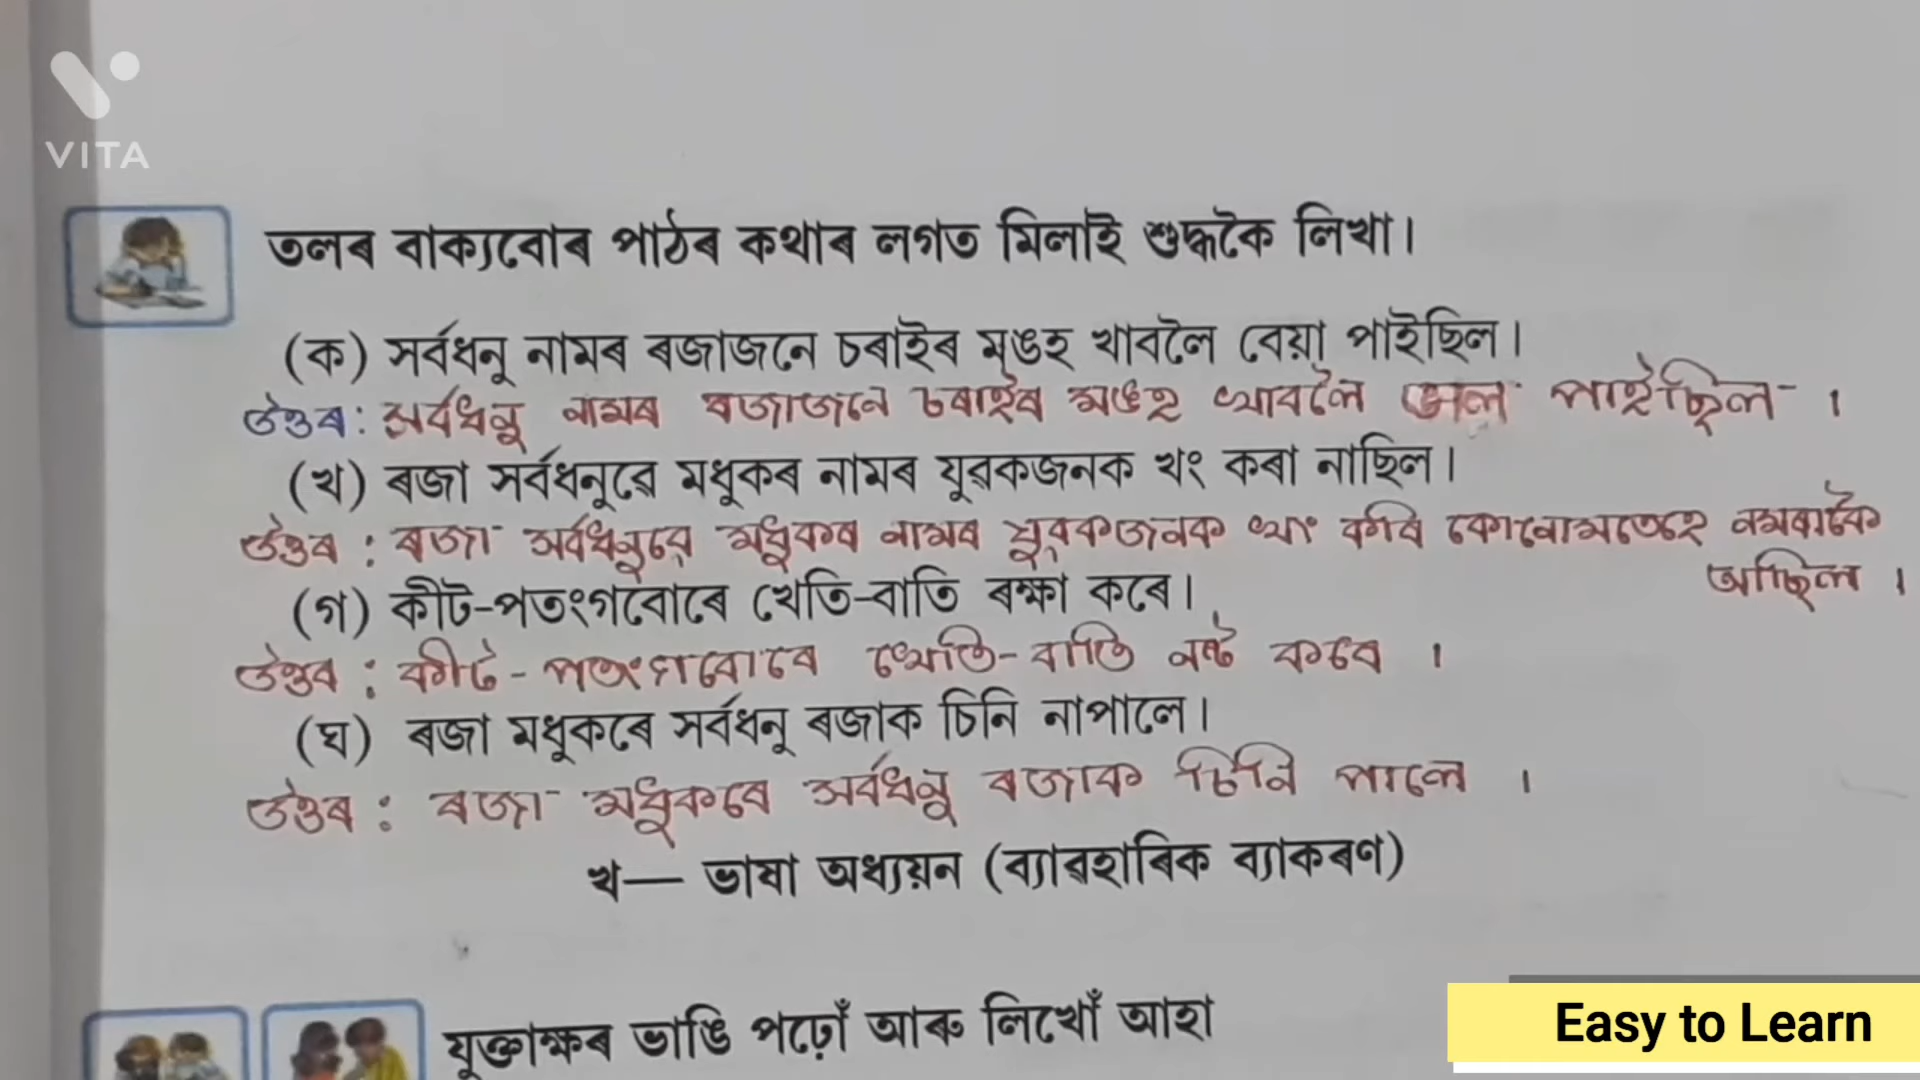 VITA
তলৰ বাক্যবোৰ পাঠৰ কথাৰ লগত মিলাই শুদ্ধকৈ লিখা।
(ক) সৰ্বধনু নামৰ ৰজাজনে চৰাইৰ মঙহ খাবলৈ বেয়া পাইছিল।
উত্তৰ: সৰ্বধনু নামৰ ৰজাজনে চৰাইৰ মঙহ খাবলৈ ভাল পাইছিল।
(খ) ৰজা সৰ্বধনুৱে মধুকৰ নামৰ যুৱকজনক খং কৰা নাছিল।
উত্তৰ : ৰজা সৰ্বধনুৱে মধুকৰ নামৰ যুৱকজনক খং কৰি কোনোমতেহে নমৰাকৈ
আছিল।
(গ) কীট-পতংগবোৰে খেতি-বাতি ৰক্ষা কৰে।
উত্তৰ : কীট-পতংগবোৰে খেতি-বাতি নষ্ট কৰে।
(ঘ) ৰজা মধুকৰে সৰ্বধনু ৰজাক চিনি নাপালে।
উত্তৰ : ৰজা মধুকৰে সৰ্বধনু ৰজাক চিনি পালে।
খ— ভাষা অধ্যয়ন (ব্যাৱহাৰিক ব্যাকৰণ)
যুক্তাক্ষৰ ভাঙি পঢ়োঁ আৰু লিখোঁ আহা
Easy to Learn